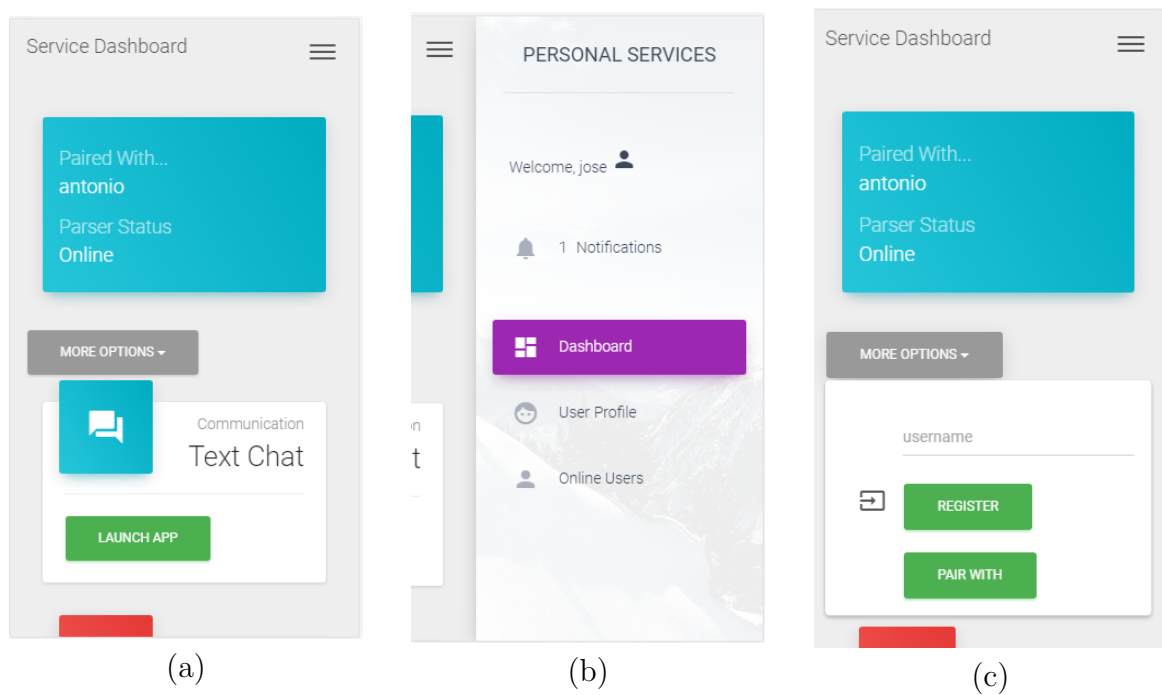 Service Dashboard
Paired With...
antonio
Parser Status
Online
MORE OPTIONS
Communication
Text Chat
LAUNCH APP
(a)
on
t
PERSONAL SERVICES
Welcome, jose
1 Notifications
Dashboard
User Profile
Online Users
(b)
Service Dashboard
Paired With...
antonio
Parser Status
Online
MORE OPTIONS
username
REGISTER
PAIR WITH
(c)